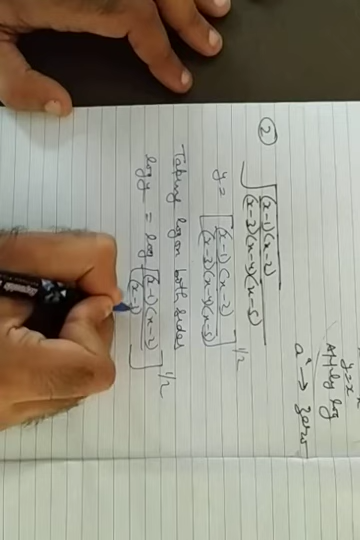 x
y = x
Apply log
a^x → Zero
② √((x-1)(x-2) / (x-3)(x-4)(x-5))
y = [(x-1)(x-2) / (x-3)(x-4)(x-5)]^1/2
Taking log on both sides
log y = log [(x-1)(x-2) / (x-3)]^1/2